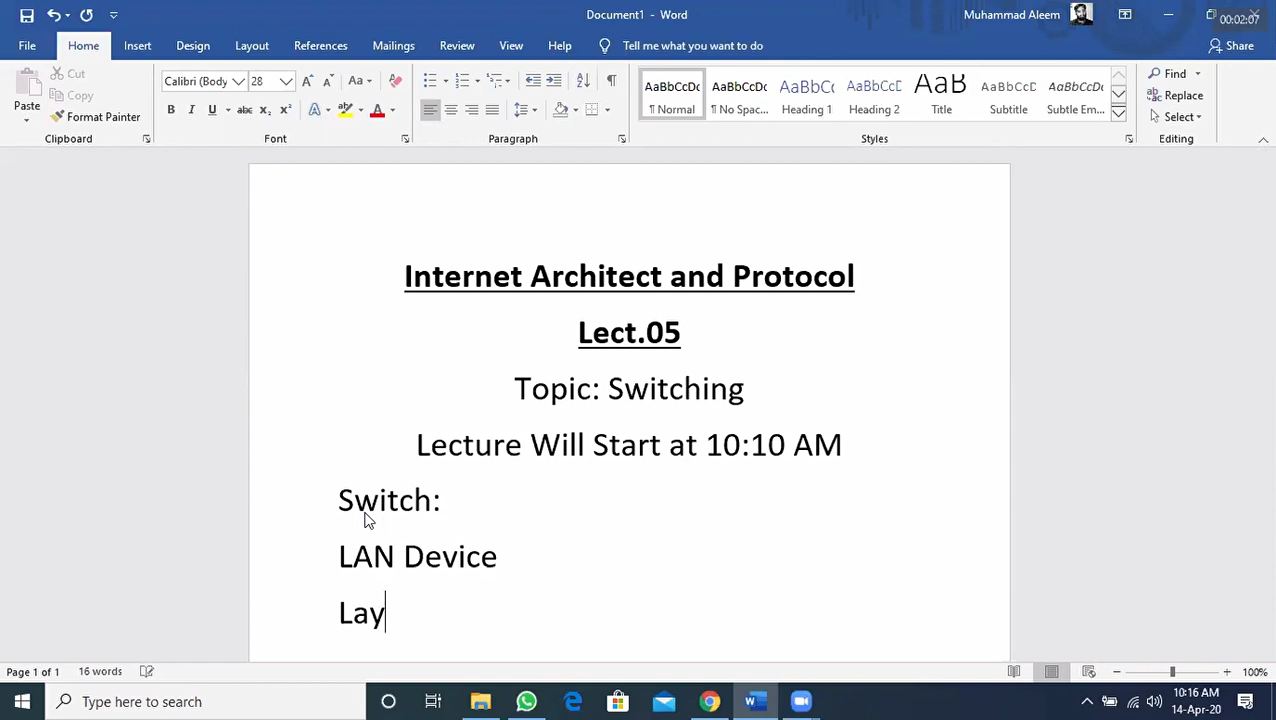 Document1 - Word
Muhammad Aleem
00:02:07
File Home Insert Design Layout References Mailings Review View Help Tell me what you want to do Share
Paste
Cut
Copy
Format Painter
Clipboard
Calibri (Body 28
Font
Paragraph
AaBbCcDc AaBbCcDc AaBbCc AaBbCcD AaB AaBbCcD AaBbCcDc
¶ Normal ¶ No Spac... Heading 1 Heading 2 Title Subtitle Subtle Em...
Styles
Find
Replace
Select
Editing
Internet Architect and Protocol
Lect.05
Topic: Switching
Lecture Will Start at 10:10 AM
Switch:
LAN Device
Lay
Page 1 of 1 16 words 100%
Type here to search
10:16 AM
14-Apr-20